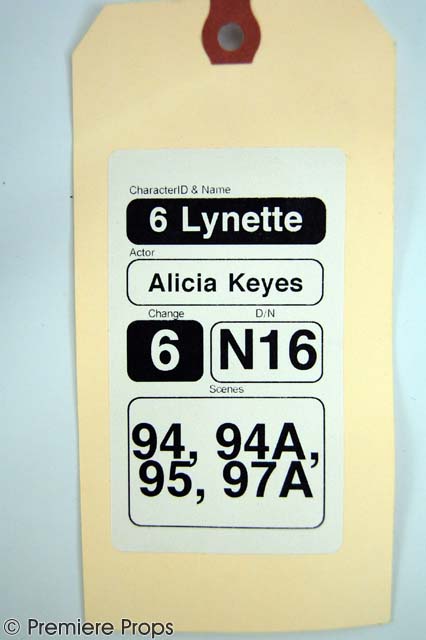 CharacterID & Name
6 Lynette
Actor
Alicia Keyes
Change D/N
6 N16
Scenes
94, 94A,
95, 97A
© Premiere Props